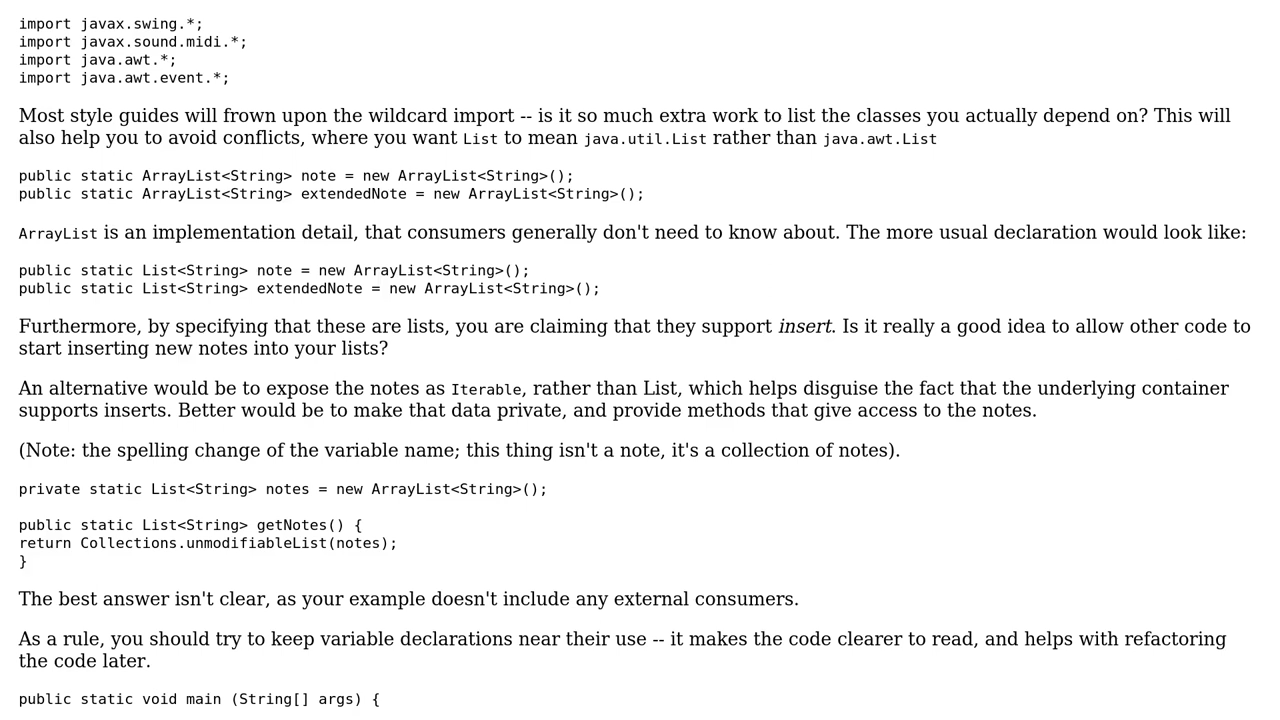 import javax.swing.*;
import javax.sound.midi.*;
import java.awt.*;
import java.awt.event.*;
Most style guides will frown upon the wildcard import -- is it so much extra work to list the classes you actually depend on? This will
also help you to avoid conflicts, where you want List to mean java.util.List rather than java.awt.List
public static ArrayList<String> note = new ArrayList<String>();
public static ArrayList<String> extendedNote = new ArrayList<String>();
ArrayList is an implementation detail, that consumers generally don't need to know about. The more usual declaration would look like:
public static List<String> note = new ArrayList<String>();
public static List<String> extendedNote = new ArrayList<String>();
Furthermore, by specifying that these are lists, you are claiming that they support insert. Is it really a good idea to allow other code to
start inserting new notes into your lists?
An alternative would be to expose the notes as Iterable, rather than List, which helps disguise the fact that the underlying container
supports inserts. Better would be to make that data private, and provide methods that give access to the notes.
(Note: the spelling change of the variable name; this thing isn't a note, it's a collection of notes).
private static List<String> notes = new ArrayList<String>();
public static List<String> getNotes() {
return Collections.unmodifiableList(notes);
}
The best answer isn't clear, as your example doesn't include any external consumers.
As a rule, you should try to keep variable declarations near their use -- it makes the code clearer to read, and helps with refactoring
the code later.
public static void main (String[] args) {